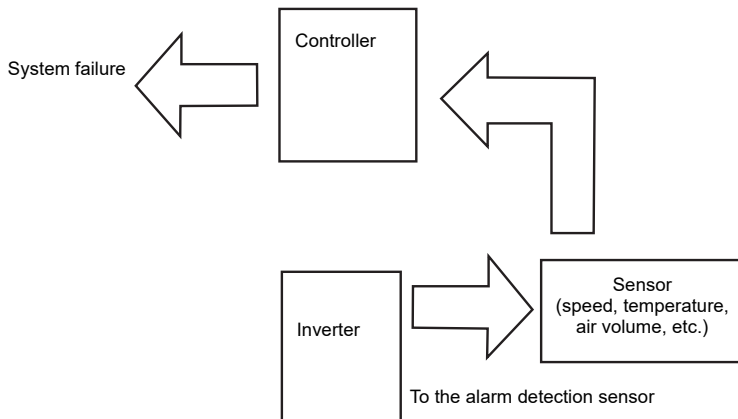 Controller
System failure
Sensor
(speed, temperature,
air volume, etc.)
Inverter
To the alarm detection sensor